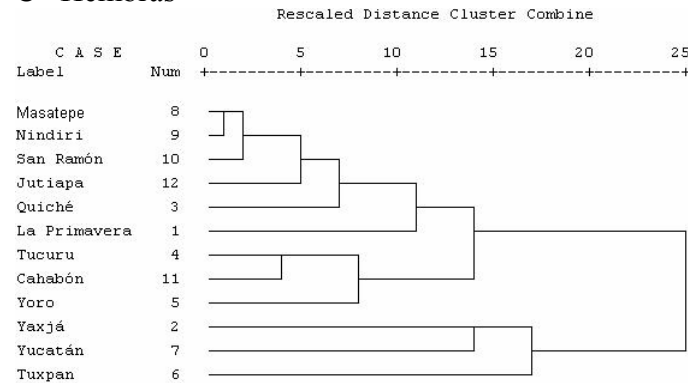 Rescaled Distance Cluster Combine
C A S E 0 5 10 15 20 25
Label Num +---------+---------+---------+---------+---------+
Masatepe 8
Nindiri 9
San Ramón 10
Jutiapa 12
Quiché 3
La Primavera 1
Tucuru 4
Cahabón 11
Yoro 5
Yaxjá 2
Yucatán 7
Tuxpan 6